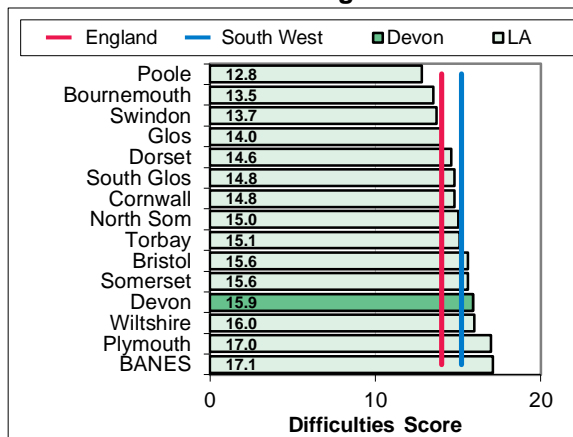 England South West Devon LA
Poole 12.8
Bournemouth 13.5
Swindon 13.7
Glos 14.0
Dorset 14.6
South Glos 14.8
Cornwall 14.8
North Som 15.0
Torbay 15.1
Bristol 15.6
Somerset 15.6
Devon 15.9
Wiltshire 16.0
Plymouth 17.0
BANES 17.1
0 10 20
Difficulties Score